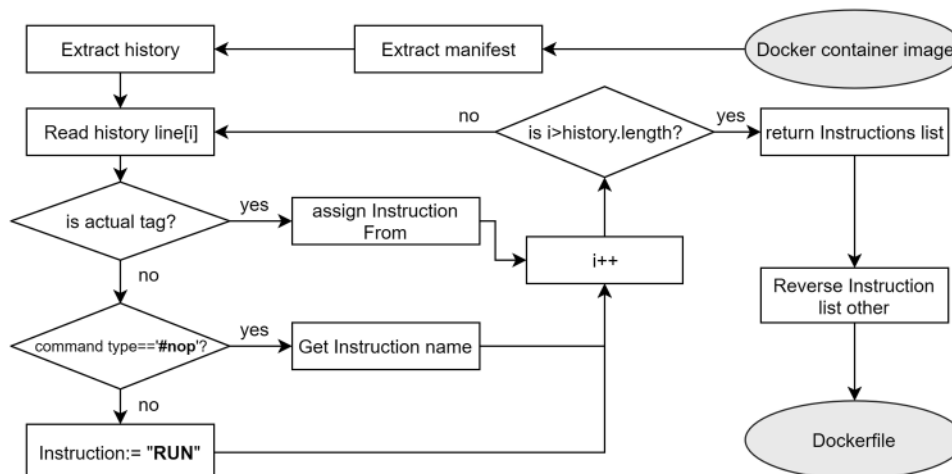 Extract history
Extract manifest
Docker container image
Read history line[i]
no
is i>history.length?
yes
return Instructions list
is actual tag?
yes
assign Instruction
From
i++
no
Reverse Instruction
list other
command type=='#nop'?
yes
Get Instruction name
no
Instruction:= "RUN"
Dockerfile